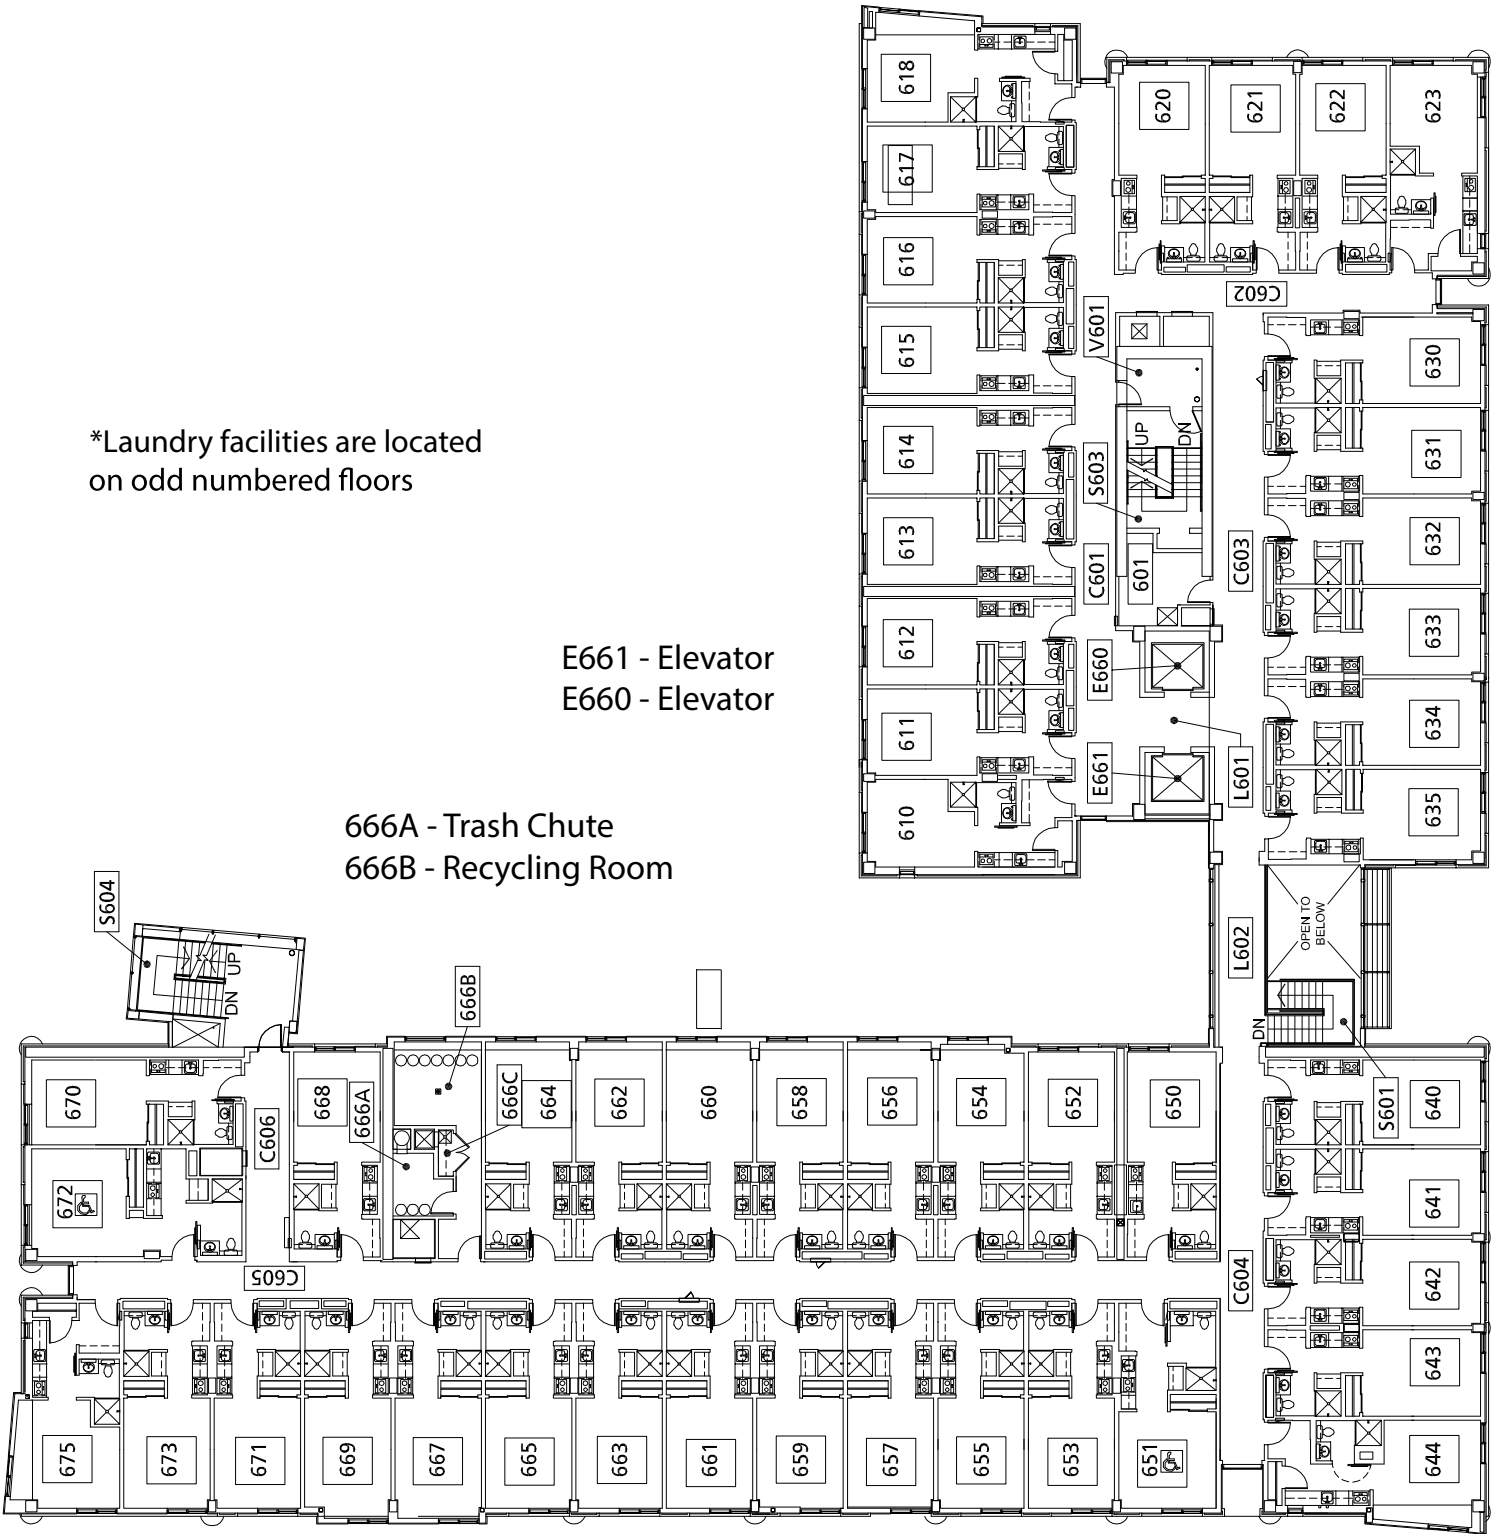 618
617
616
615
614
613
612
611
610
620
621
622
623
C602
V601
UP
DN
S603
C601
601
C603
E660
E661
L601
630
631
632
633
634
635
*Laundry facilities are located
on odd numbered floors
E661 - Elevator
E660 - Elevator
666A - Trash Chute
666B - Recycling Room
L602
OPEN TO
BELOW
DN
S601
S604
UP
DN
666B
670
C606
668
666A
666C
664
662
660
658
656
654
652
650
672
C605
C604
640
641
642
643
644
675
673
671
669
667
665
663
661
659
657
655
653
651